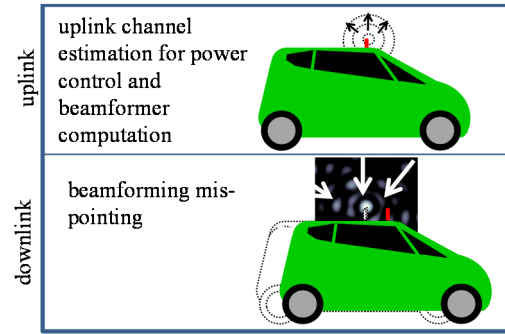 uplink
uplink channel
estimation for power
control and
beamformer
computation
downlink
beamforming mis-
pointing